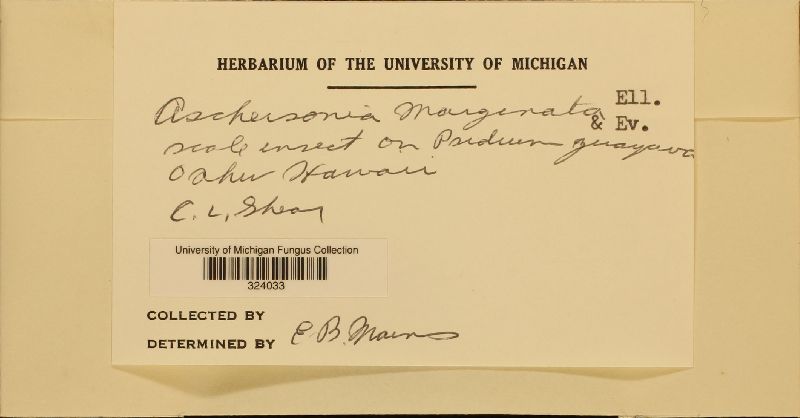 HERBARIUM OF THE UNIVERSITY OF MICHIGAN
Aschersonia marginata Ell. & Ev.
scale insect on Psidium guayava
Oahu Hawaii
C. L. Shear
University of Michigan Fungus Collection
324033
COLLECTED BY
DETERMINED BY E B. Mains